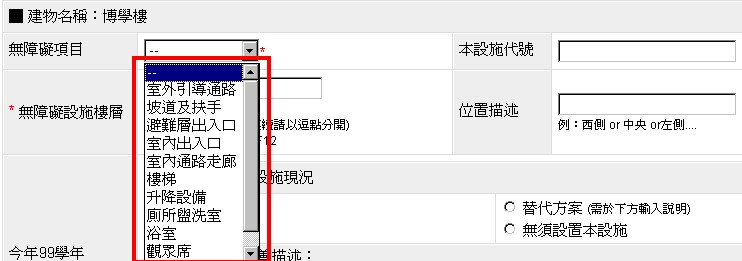 ■ 建物名稱：博學樓
無障礙項目 -- * 本設施代號
--
室外引導通路
坡道及扶手
避難層出入口
室內出入口
室內通路走廊
樓梯
升降設備
廁所盥洗室
浴室
觀眾席
* 無障礙設施樓層
續請以逗點分開)
位置描述
例：西側 or 中央 or左側....
設施現況
今年99學年
替代方案 (需於下方輸入說明)
無須設置本設施
描述：